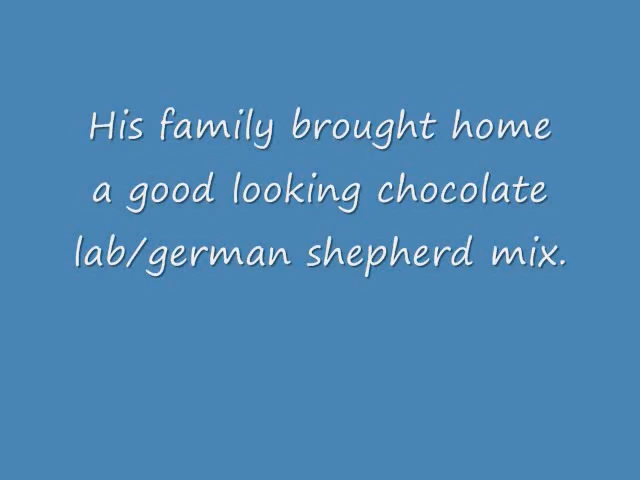 His family brought home
a good looking chocolate
lab/german shepherd mix.